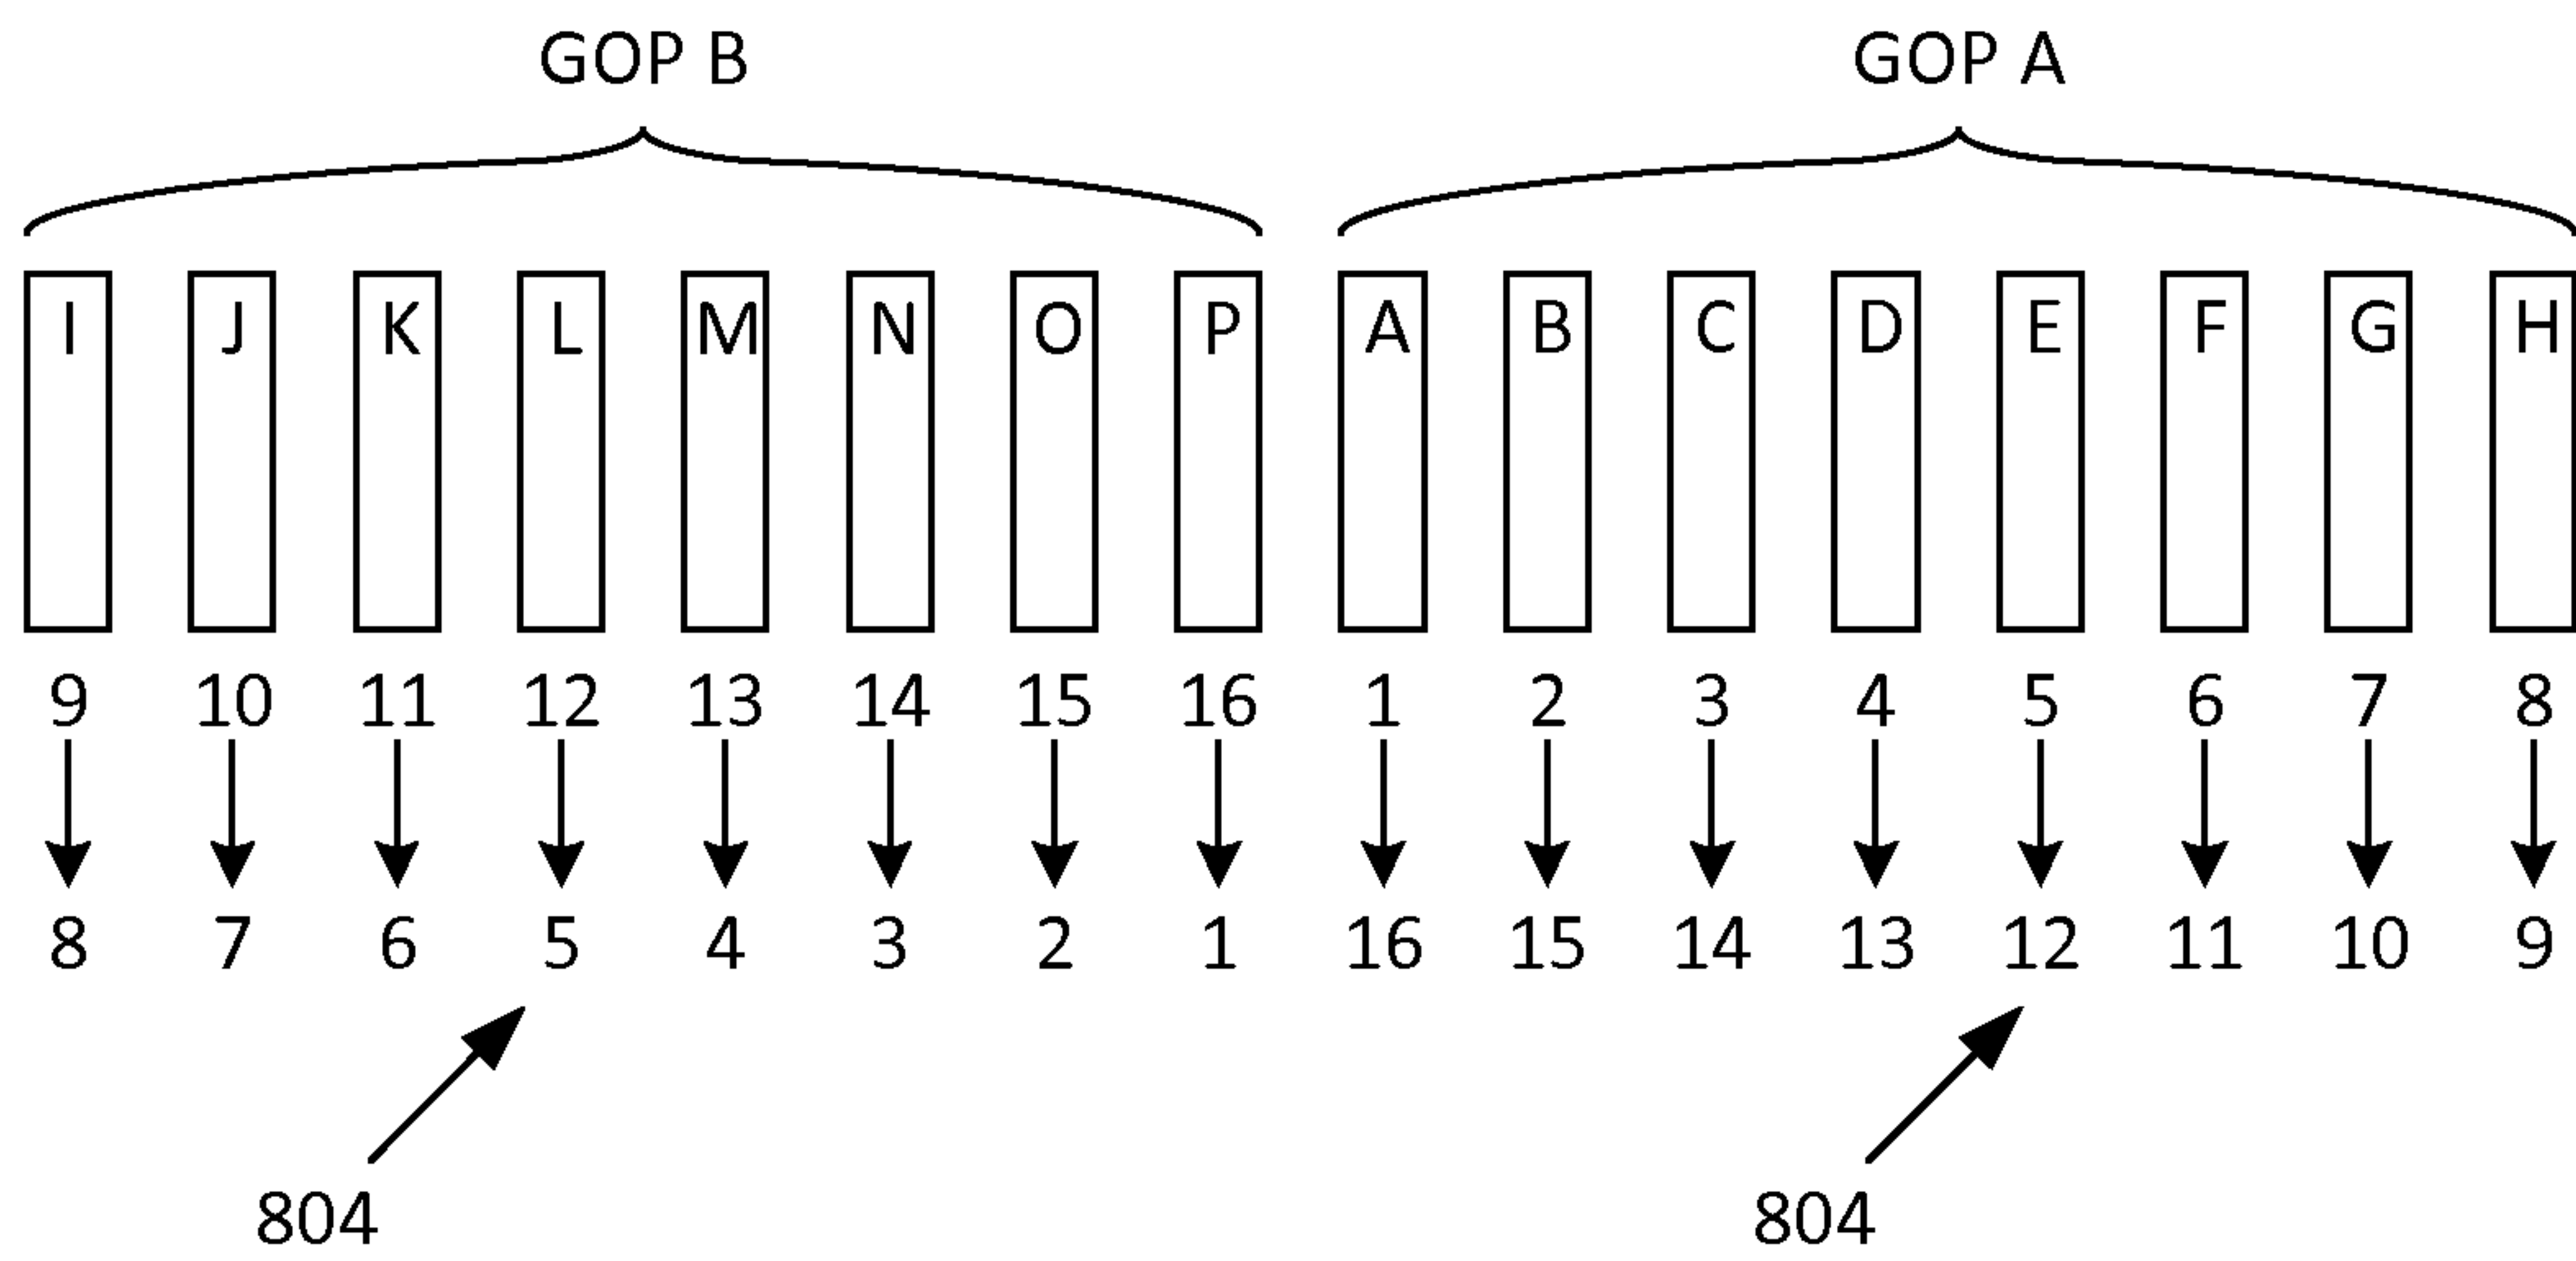 GOP B GOP A
I J K L M N O P A B C D E F G H
9 10 11 12 13 14 15 16 1 2 3 4 5 6 7 8
8 7 6 5 4 3 2 1 16 15 14 13 12 11 10 9
804 804